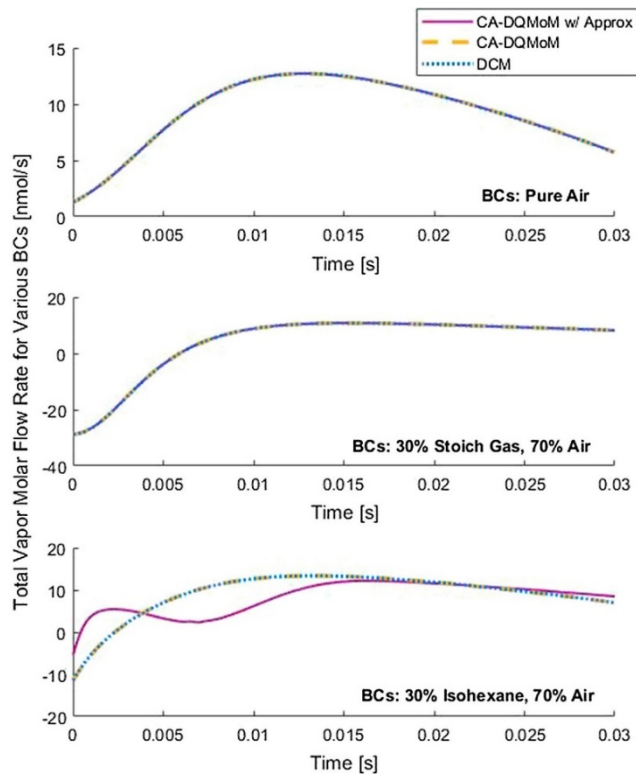 CA-DQMoM w/ Approx
CA-DQMoM
DCM
Total Vapor Molar Flow Rate for Various BCs [nmol/s]
15
10
5
0
BCs: Pure Air
0 0.005 0.01 0.015 0.02 0.025 0.03
Time [s]
20
0
-20
-40
BCs: 30% Stoich Gas, 70% Air
0 0.005 0.01 0.015 0.02 0.025 0.03
Time [s]
20
10
0
-10
-20
BCs: 30% Isohexane, 70% Air
0 0.005 0.01 0.015 0.02 0.025 0.03
Time [s]